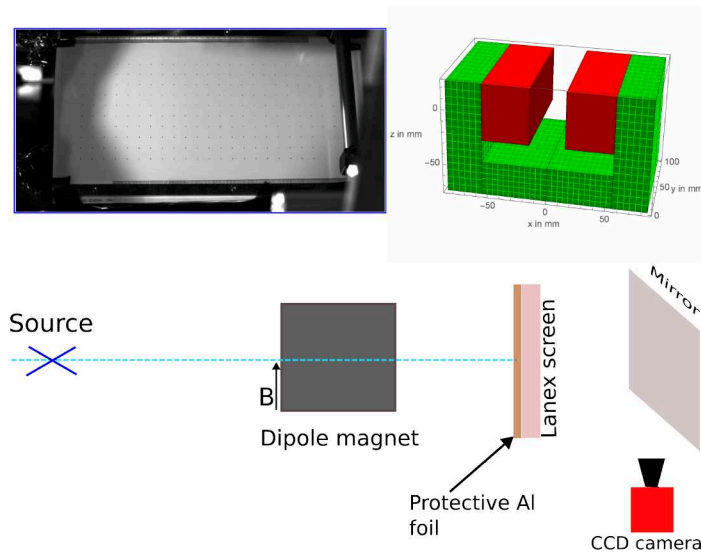 0
z in mm
−50
−50
0
x in mm
50
0
50
y in mm
100
Source
B
Dipole magnet
Lanex screen
Mirror
Protective Al
foil
CCD camera